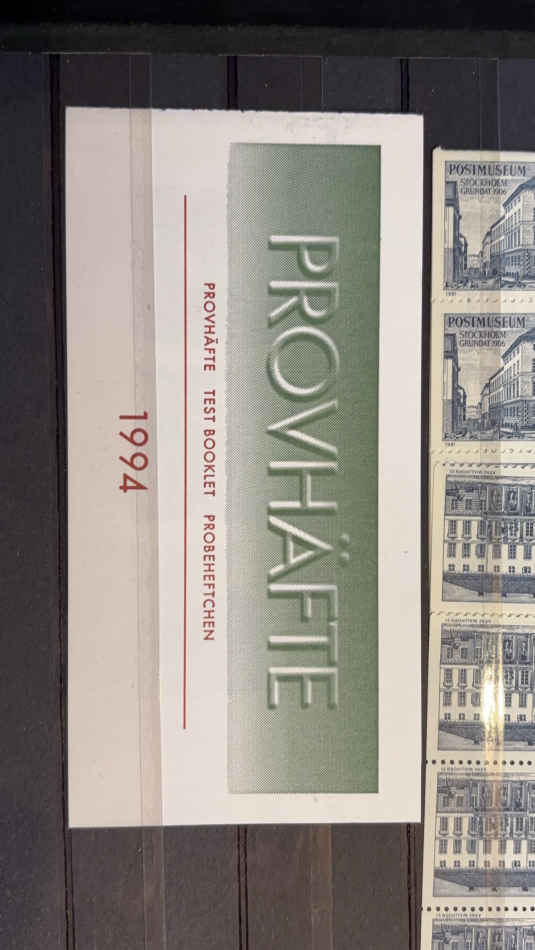 PROVHÄFTE
PROVHÄFTE TEST BOOKLET PROBEHEFTCHEN
1994
POSTMUSEUM
STOCKHOLM
GRUNDAT 1906
POSTMUSEUM
STOCKHOLM
GRUNDAT 1906